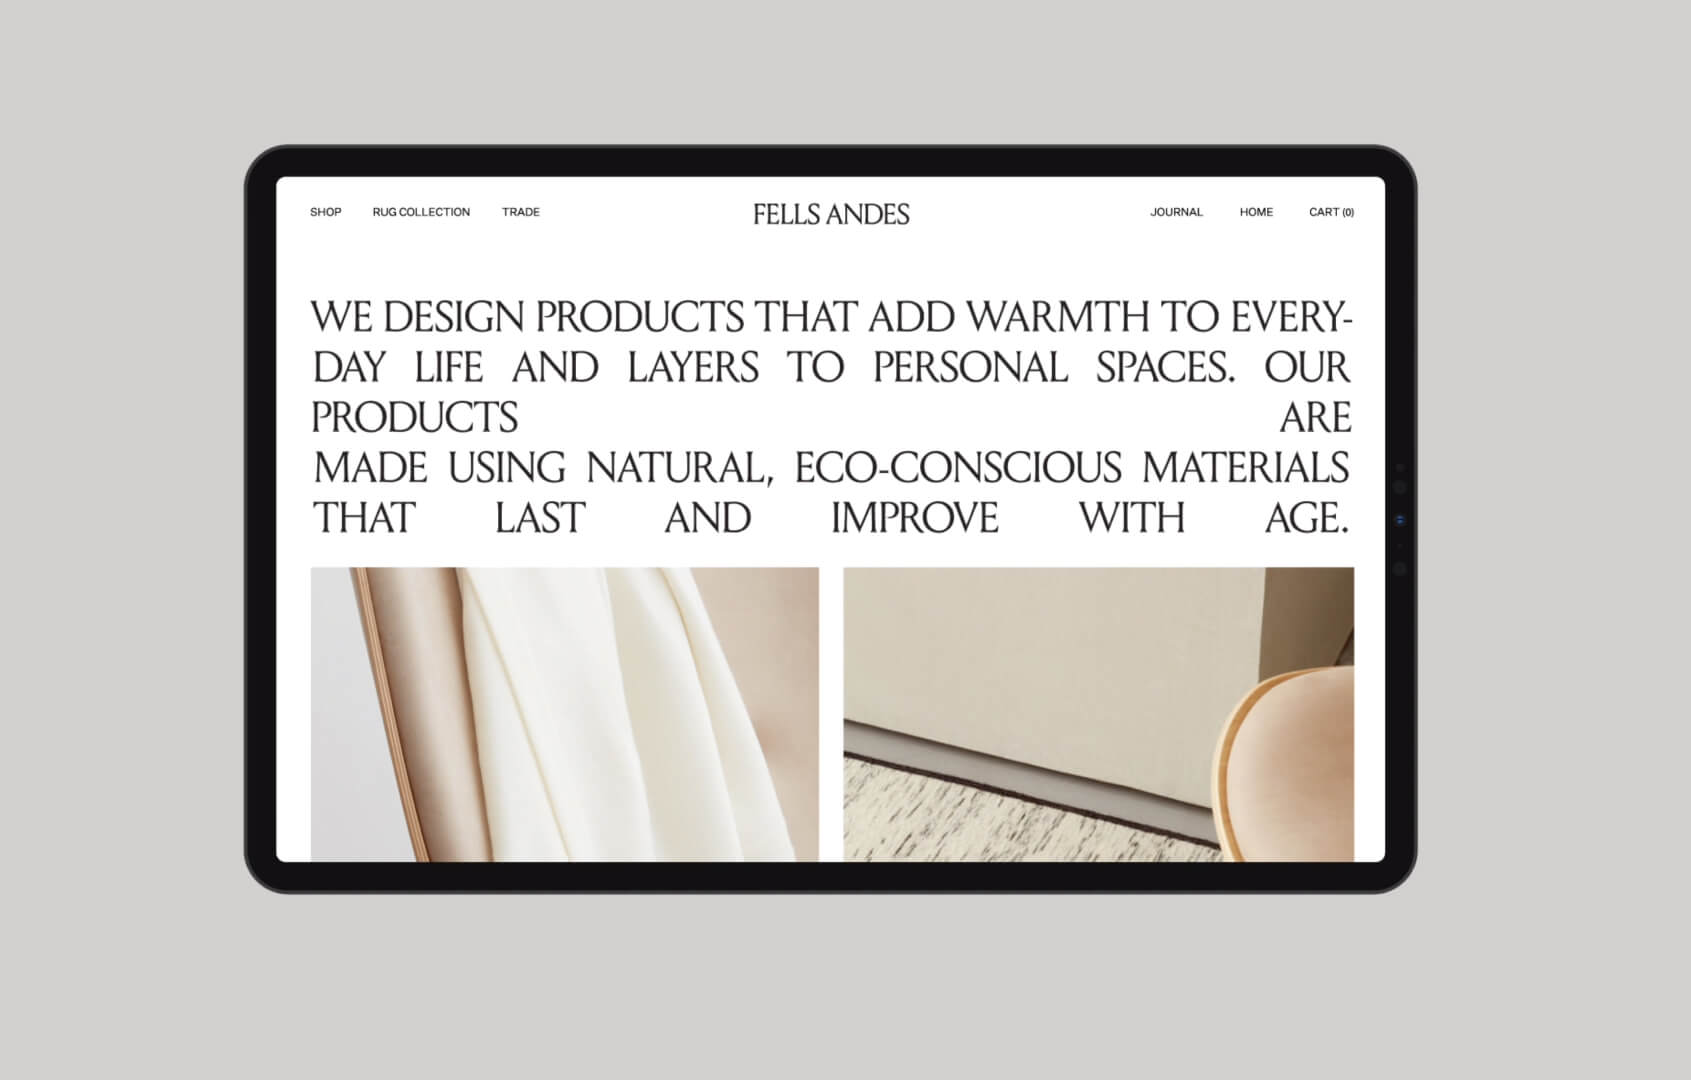 SHOP
RUG COLLECTION
TRADE
FELLS ANDES
JOURNAL
HOME
CART (0)
WE DESIGN PRODUCTS THAT ADD WARMTH TO EVERY-
DAY LIFE AND LAYERS TO PERSONAL SPACES. OUR
PRODUCTS ARE
MADE USING NATURAL, ECO-CONSCIOUS MATERIALS
THAT LAST AND IMPROVE WITH AGE.